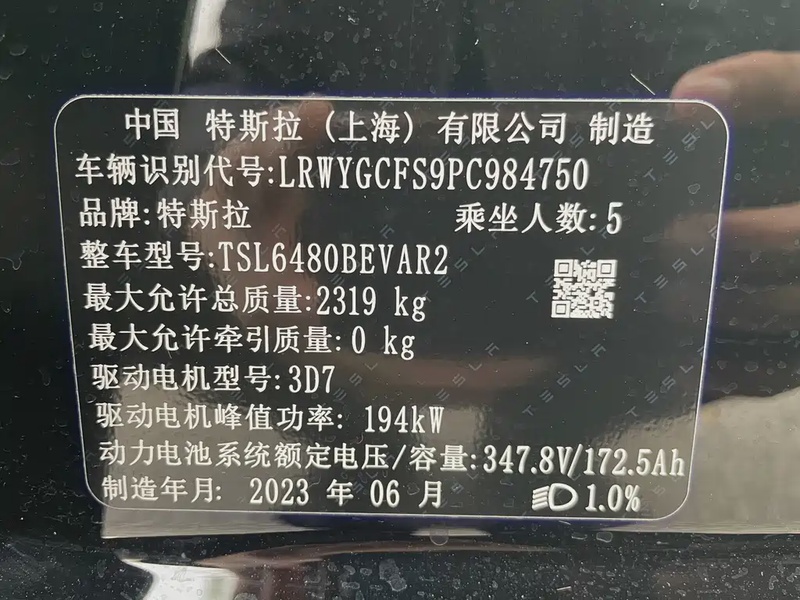 中国 特斯拉 (上海) 有限公司 制造
车辆识别代号:LRWYGCFS9PC984750
品牌:特斯拉 乘坐人数:5
整车型号:TSL6480BEVAR2
最大允许总质量:2319 kg
最大允许牵引质量:0 kg
驱动电机型号:3D7
驱动电机峰值功率: 194kW
动力电池系统额定电压/容量:347.8V/172.5Ah
制造年月: 2023 年 06 月 1.0%